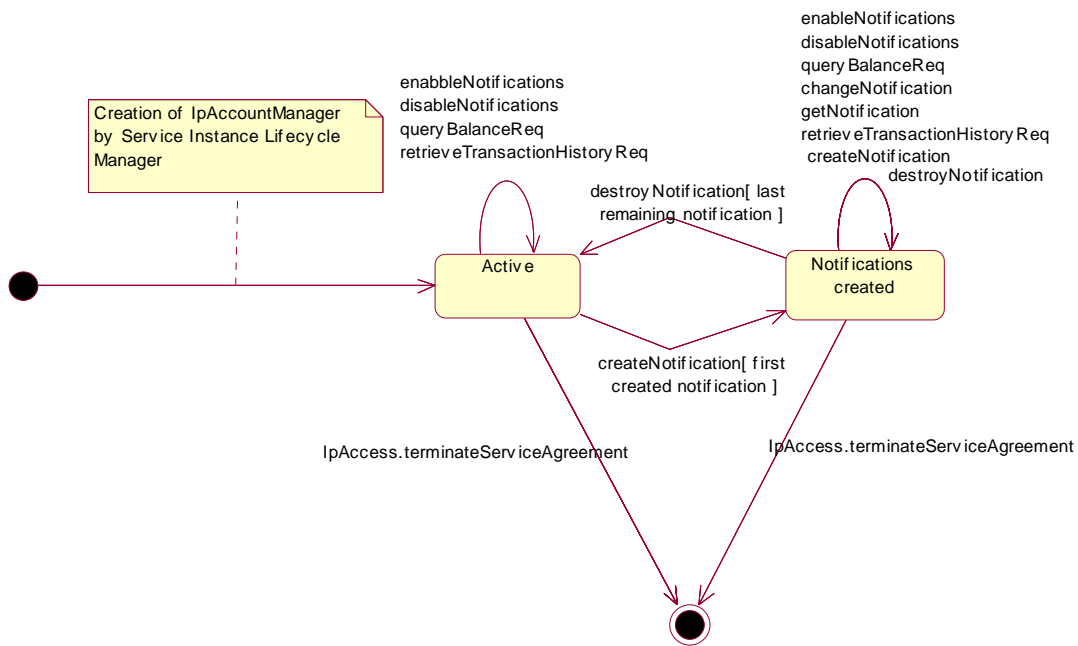 enableNotifications
disableNotifications
queryBalanceReq
changeNotification
getNotification
retrieveTransactionHistoryReq
createNotification
destroyNotification
enabbleNotifications
disableNotifications
queryBalanceReq
retrieveTransactionHistoryReq
Creation of IpAccountManager
by Service Instance Lifecycle
Manager
destroyNotification[ last
remaining notification ]
Active
Notifications
created
createNotification[ first
created notification ]
IpAccess.terminateServiceAgreement
IpAccess.terminateServiceAgreement